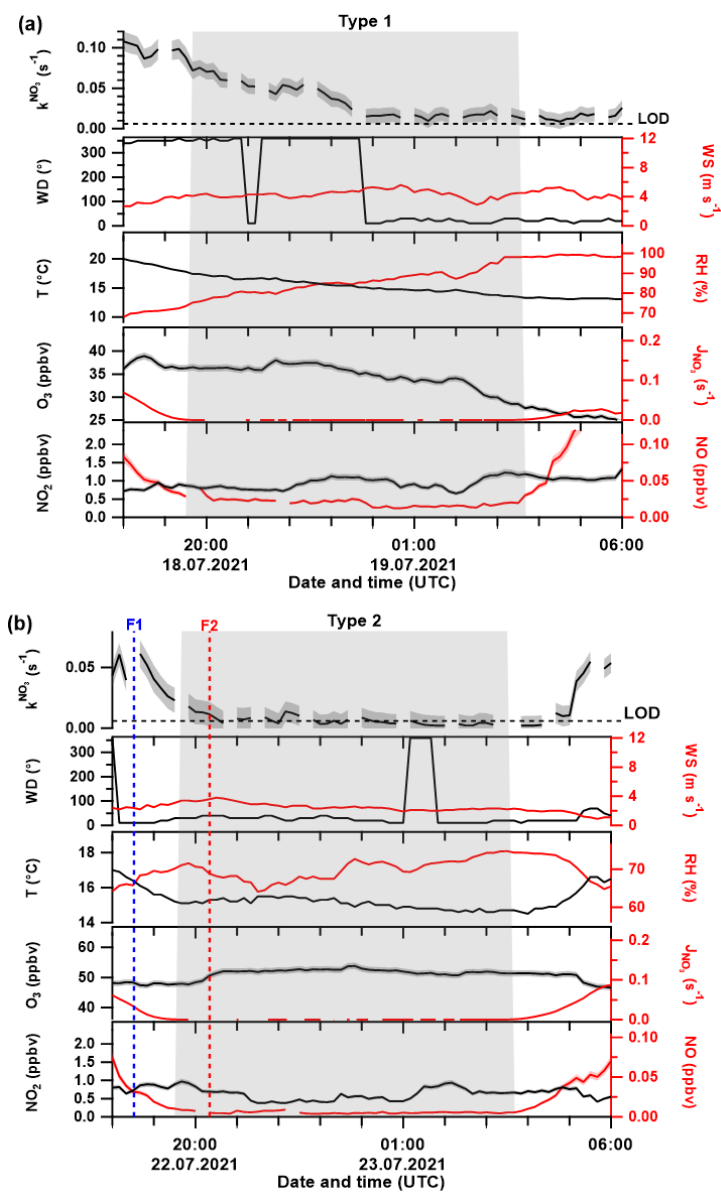 (a)
Type 1
k^NO₃ (s⁻¹)
0.10
0.05
0.00
LOD
WD (°)
300
200
100
0
12
8
4
0
WS (m s⁻¹)
T (°C)
20
15
10
100
90
80
70
RH (%)
O₃ (ppbv)
40
35
30
25
0.2
0.1
0.0
J_NO₃ (s⁻¹)
NO₂ (ppbv)
2.0
1.5
1.0
0.5
0.0
0.10
0.05
0.00
NO (ppbv)
20:00 01:00 06:00
18.07.2021 19.07.2021
Date and time (UTC)
(b)
F1 F2 Type 2
k^NO₃ (s⁻¹)
0.05
0.00
LOD
WD (°)
300
200
100
0
12
8
4
0
WS (m s⁻¹)
T (°C)
18
16
14
70
60
RH (%)
O₃ (ppbv)
60
50
40
0.2
0.1
0.0
J_NO₃ (s⁻¹)
NO₂ (ppbv)
2.0
1.5
1.0
0.5
0.0
0.10
0.05
0.00
NO (ppbv)
20:00 01:00 06:00
22.07.2021 23.07.2021
Date and time (UTC)